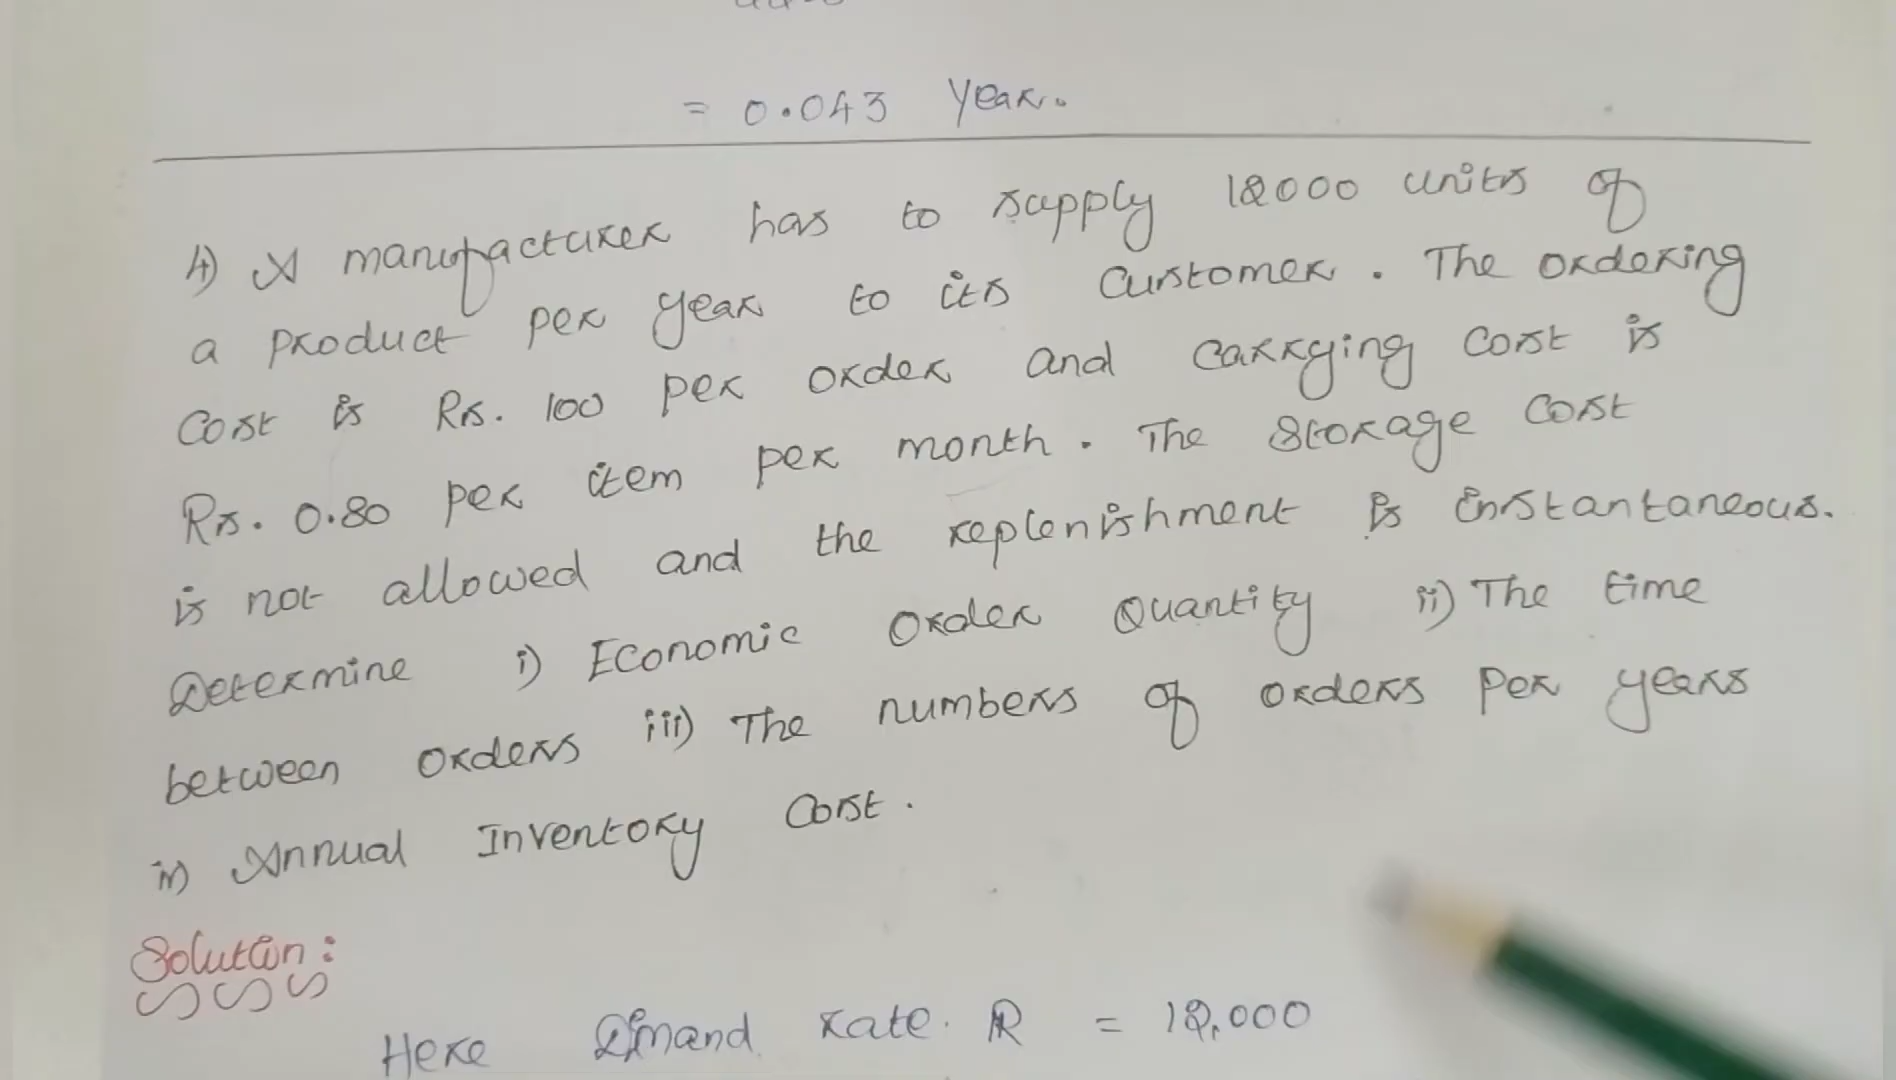 = 0.043 year.
4) A manufacturer has to supply 12000 units of
a product per year to its customer. The ordering
cost is Rs. 100 per order and carrying cost is
Rs. 0.80 per item per month. The storage cost
is not allowed and the replenishment is instantaneous.
Determine i) Economic Order Quantity ii) The time
between orders iii) The numbers of orders per years
iv) Annual Inventory Cost.
Solution:
Here Demand rate R = 12,000